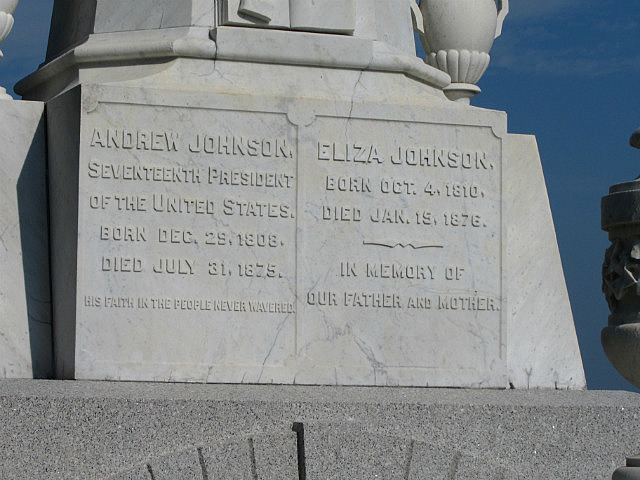 ANDREW JOHNSON,
SEVENTEENTH PRESIDENT
OF THE UNITED STATES.
BORN DEC. 29, 1808,
DIED JULY 31, 1875.
HIS FAITH IN THE PEOPLE NEVER WAVERED.
ELIZA JOHNSON,
BORN OCT. 4, 1810,
DIED JAN. 15, 1876.
IN MEMORY OF
OUR FATHER AND MOTHER.